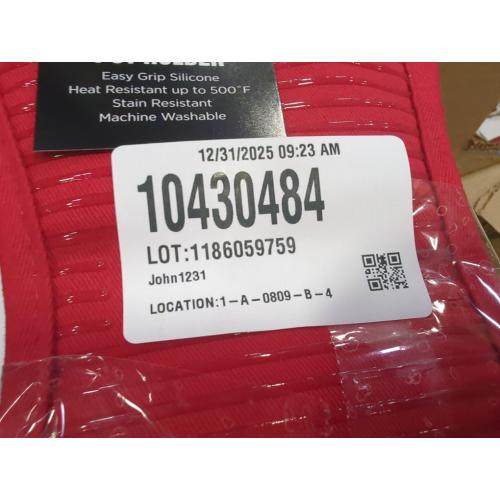 HOLDER
Easy Grip Silicone
Heat Resistant up to 500°F
Stain Resistant
Machine Washable
12/31/2025 09:23 AM
10430484
LOT:1186059759
John1231
LOCATION:1-A-0809-B-4